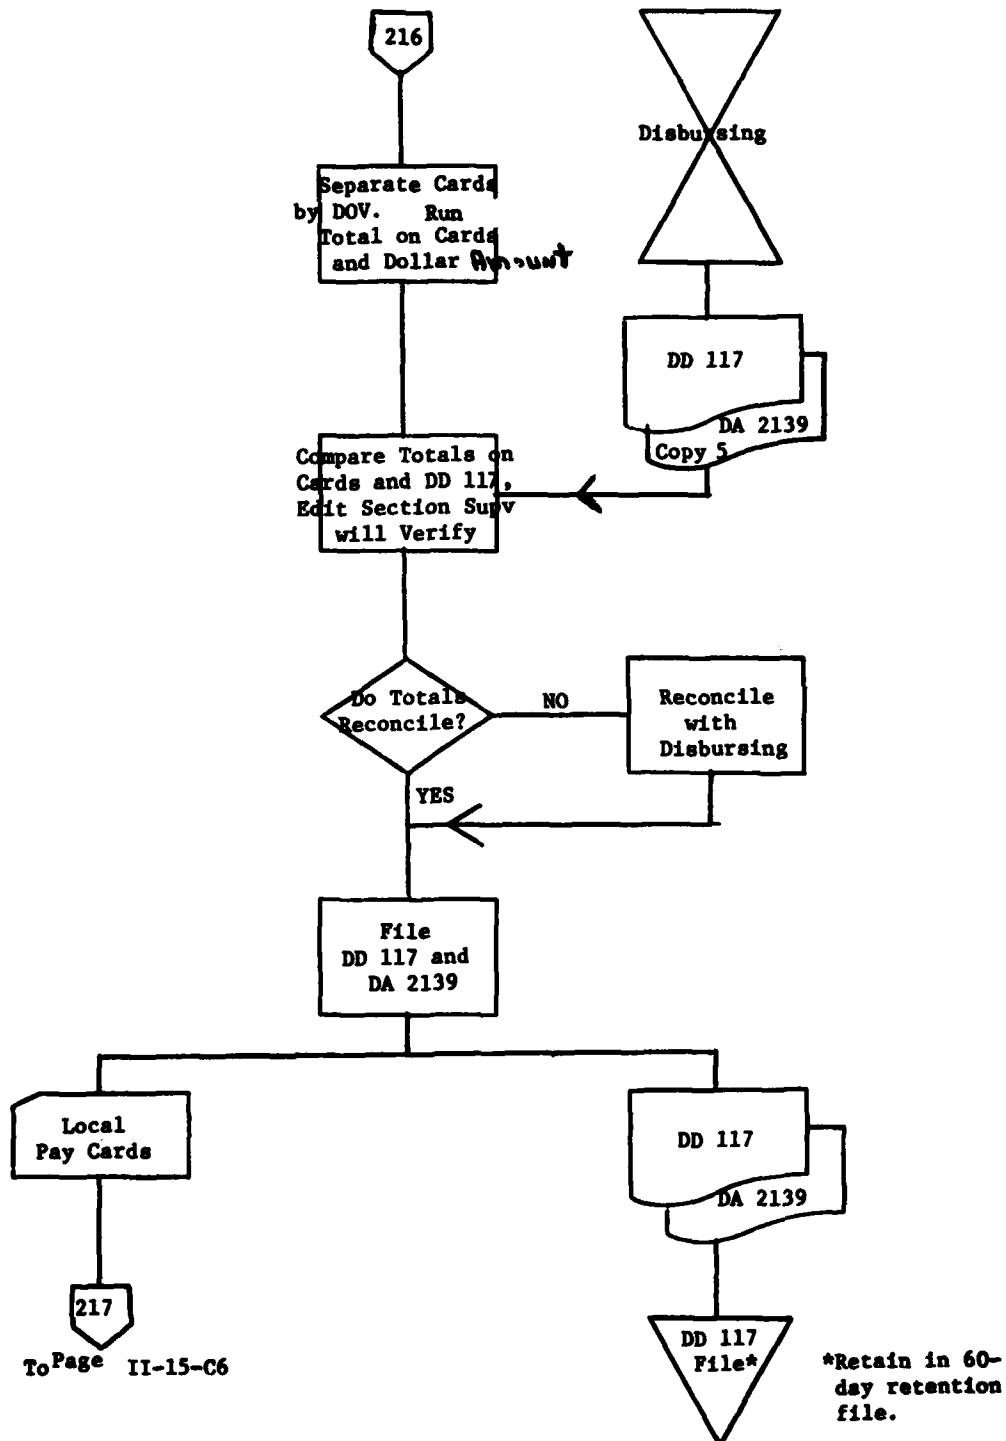 216
Disbursing
Separate Cards
by DOV. Run
Total on Cards
and Dollar Amount
DD 117
DA 2139
Copy 5
Compare Totals on
Cards and DD 117,
Edit Section Supv
will Verify
Do Totals
Reconcile?
NO
Reconcile
with
Disbursing
YES
File
DD 117 and
DA 2139
Local
Pay Cards
DD 117
DA 2139
217
To Page II-15-C6
DD 117
File*
*Retain in 60-
day retention
file.